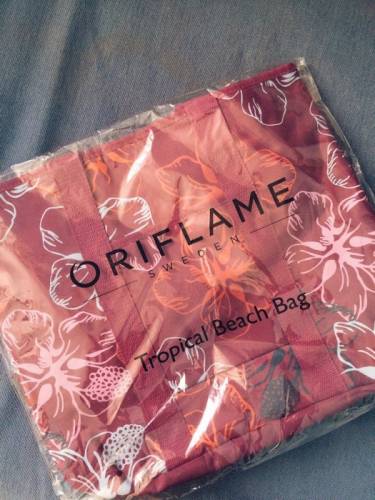 ORIFLAME
SWEDEN
Tropical Beach Bag